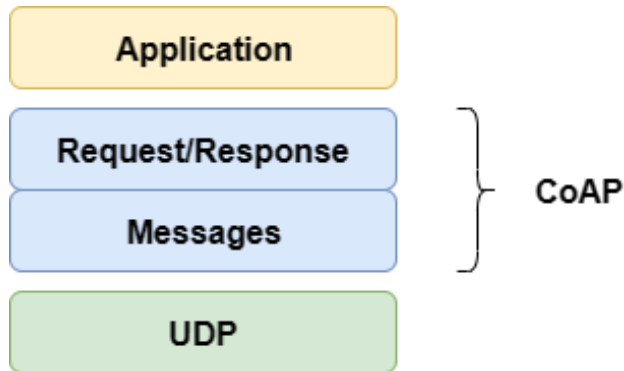 Application
Request/Response
Messages
CoAP
UDP